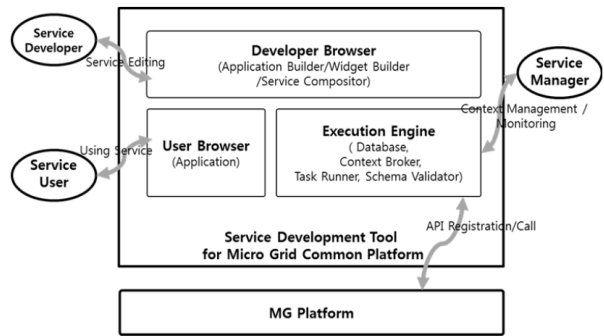 Service
Developer
Service Editing
Developer Browser
(Application Builder/Widget Builder
/Service Compositor)
Service
Manager
Context Management /
Monitoring
Using Service
Service
User
User Browser
(Application)
Execution Engine
( Database,
Context Broker,
Task Runner, Schema Validator)
API Registration/Call
Service Development Tool
for Micro Grid Common Platform
MG Platform